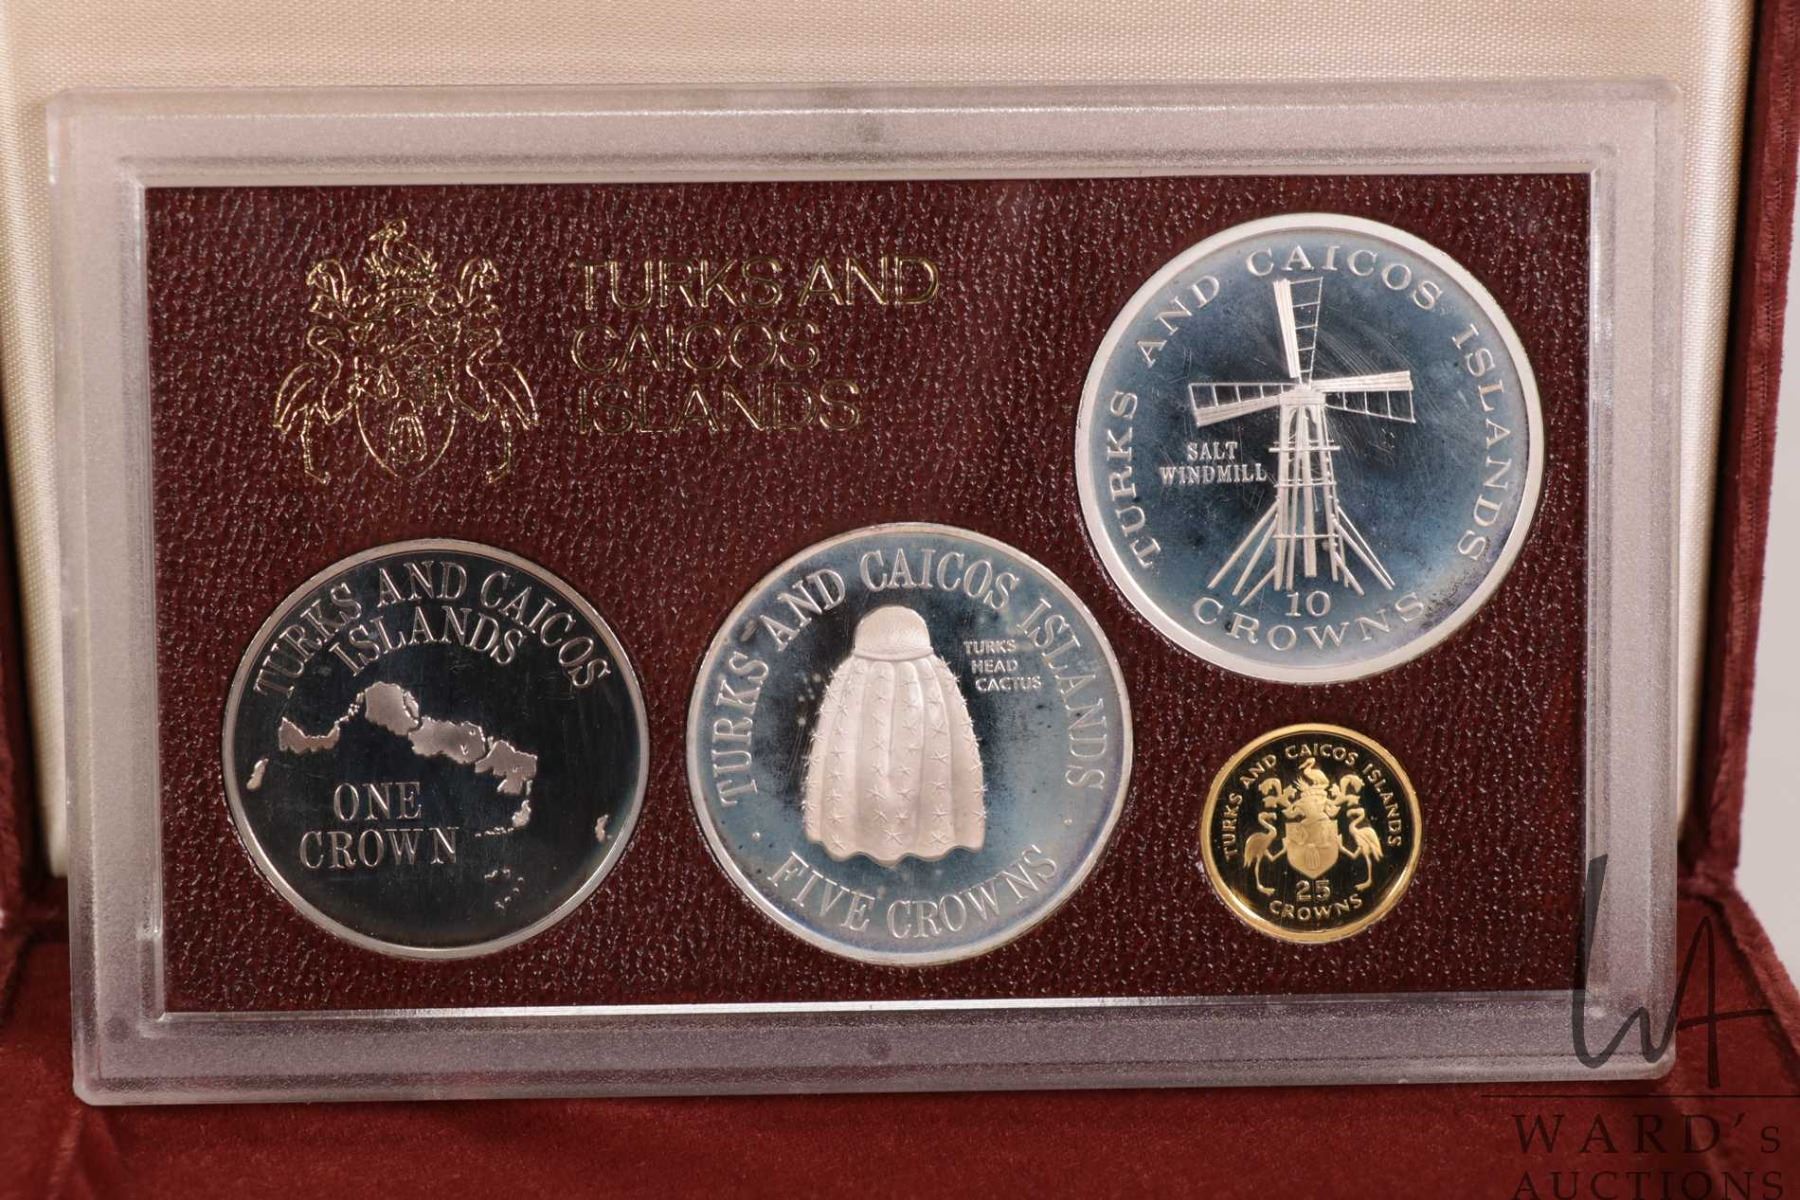 TURKS AND
CAICOS
ISLANDS
TURKS AND CAICOS ISLANDS
SALT
WINDMILL
10
CROWNS
TURKS AND CAICOS
ISLANDS
ONE
CROWN
TURKS AND CAICOS ISLANDS
TURKS
HEAD
CACTUS
FIVE CROWNS
TURKS AND CAICOS ISLANDS
25
CROWNS
WA
WARD'S
AUCTIONS